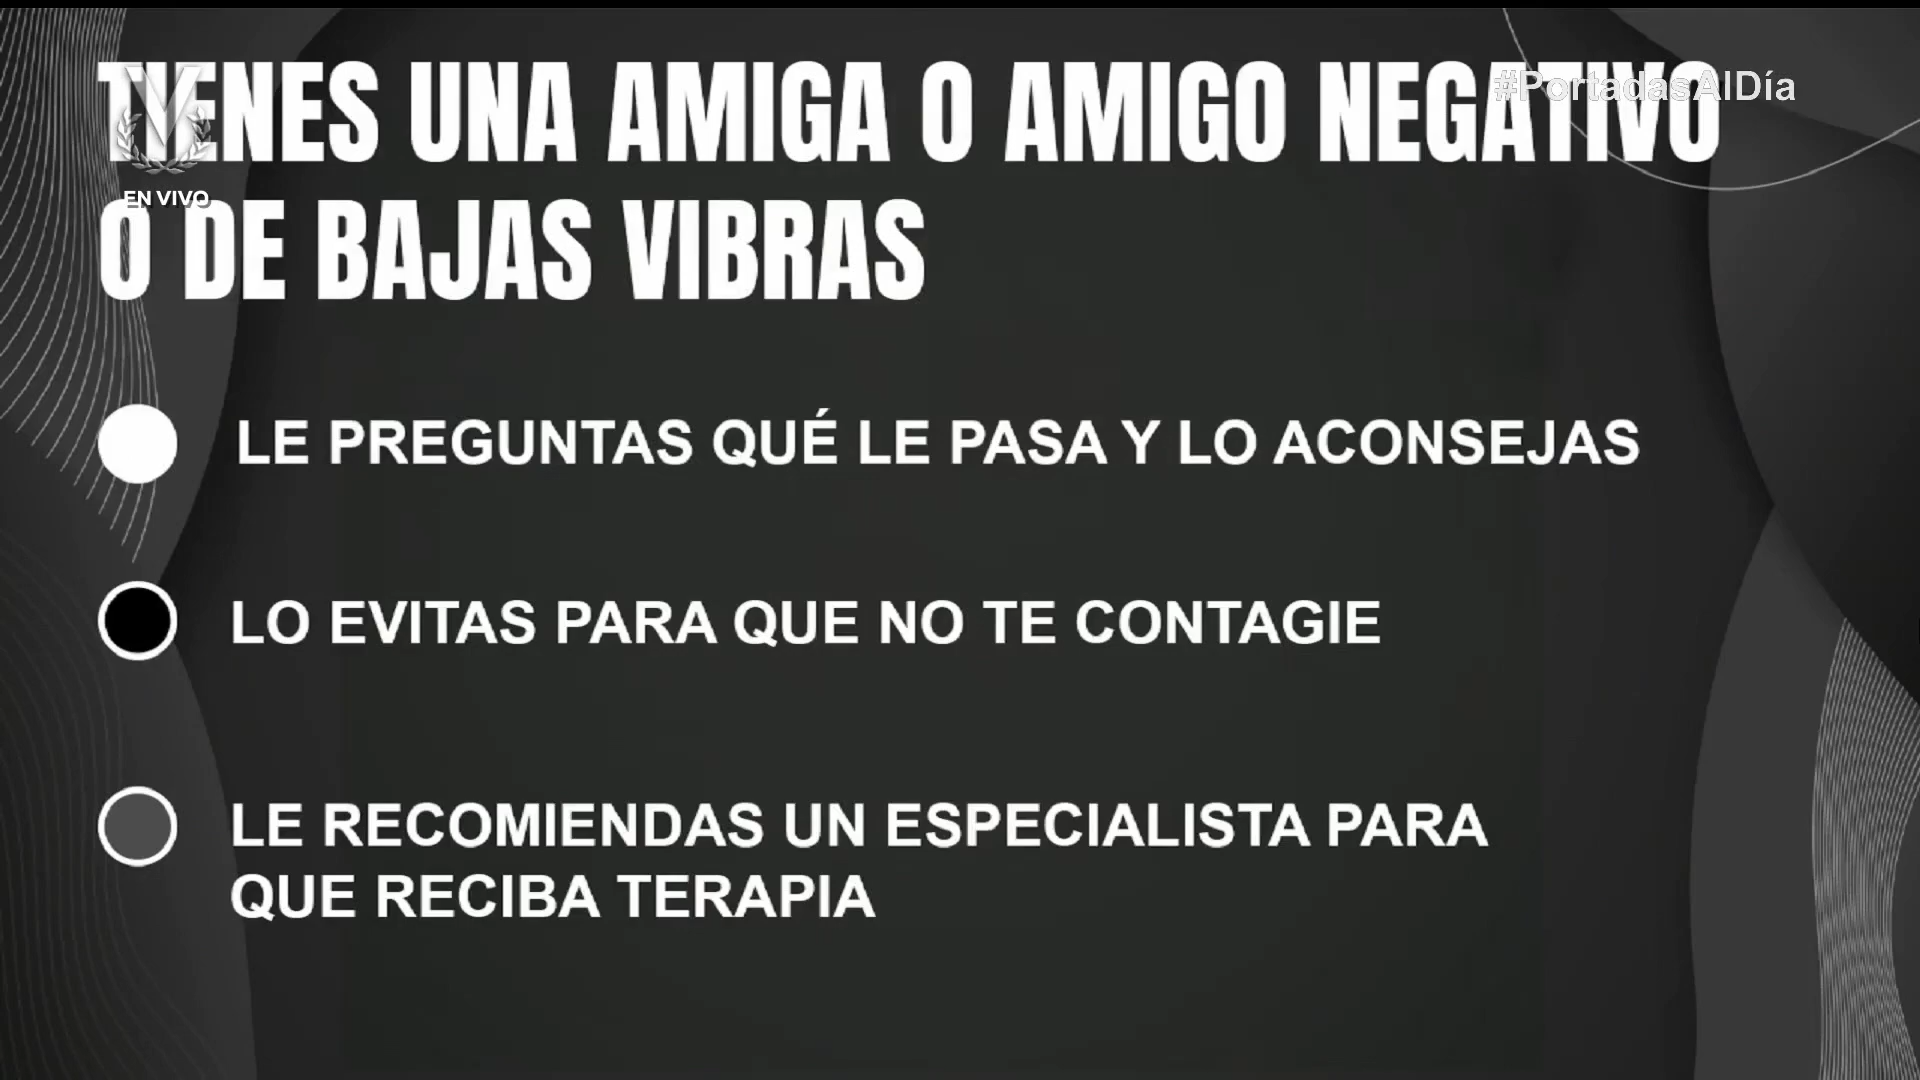 TIENES UNA AMIGA O AMIGO NEGATIVO
#PortadasAlDía
EN VIVO
O DE BAJAS VIBRAS
LE PREGUNTAS QUÉ LE PASA Y LO ACONSEJAS
LO EVITAS PARA QUE NO TE CONTAGIE
LE RECOMIENDAS UN ESPECIALISTA PARA
QUE RECIBA TERAPIA